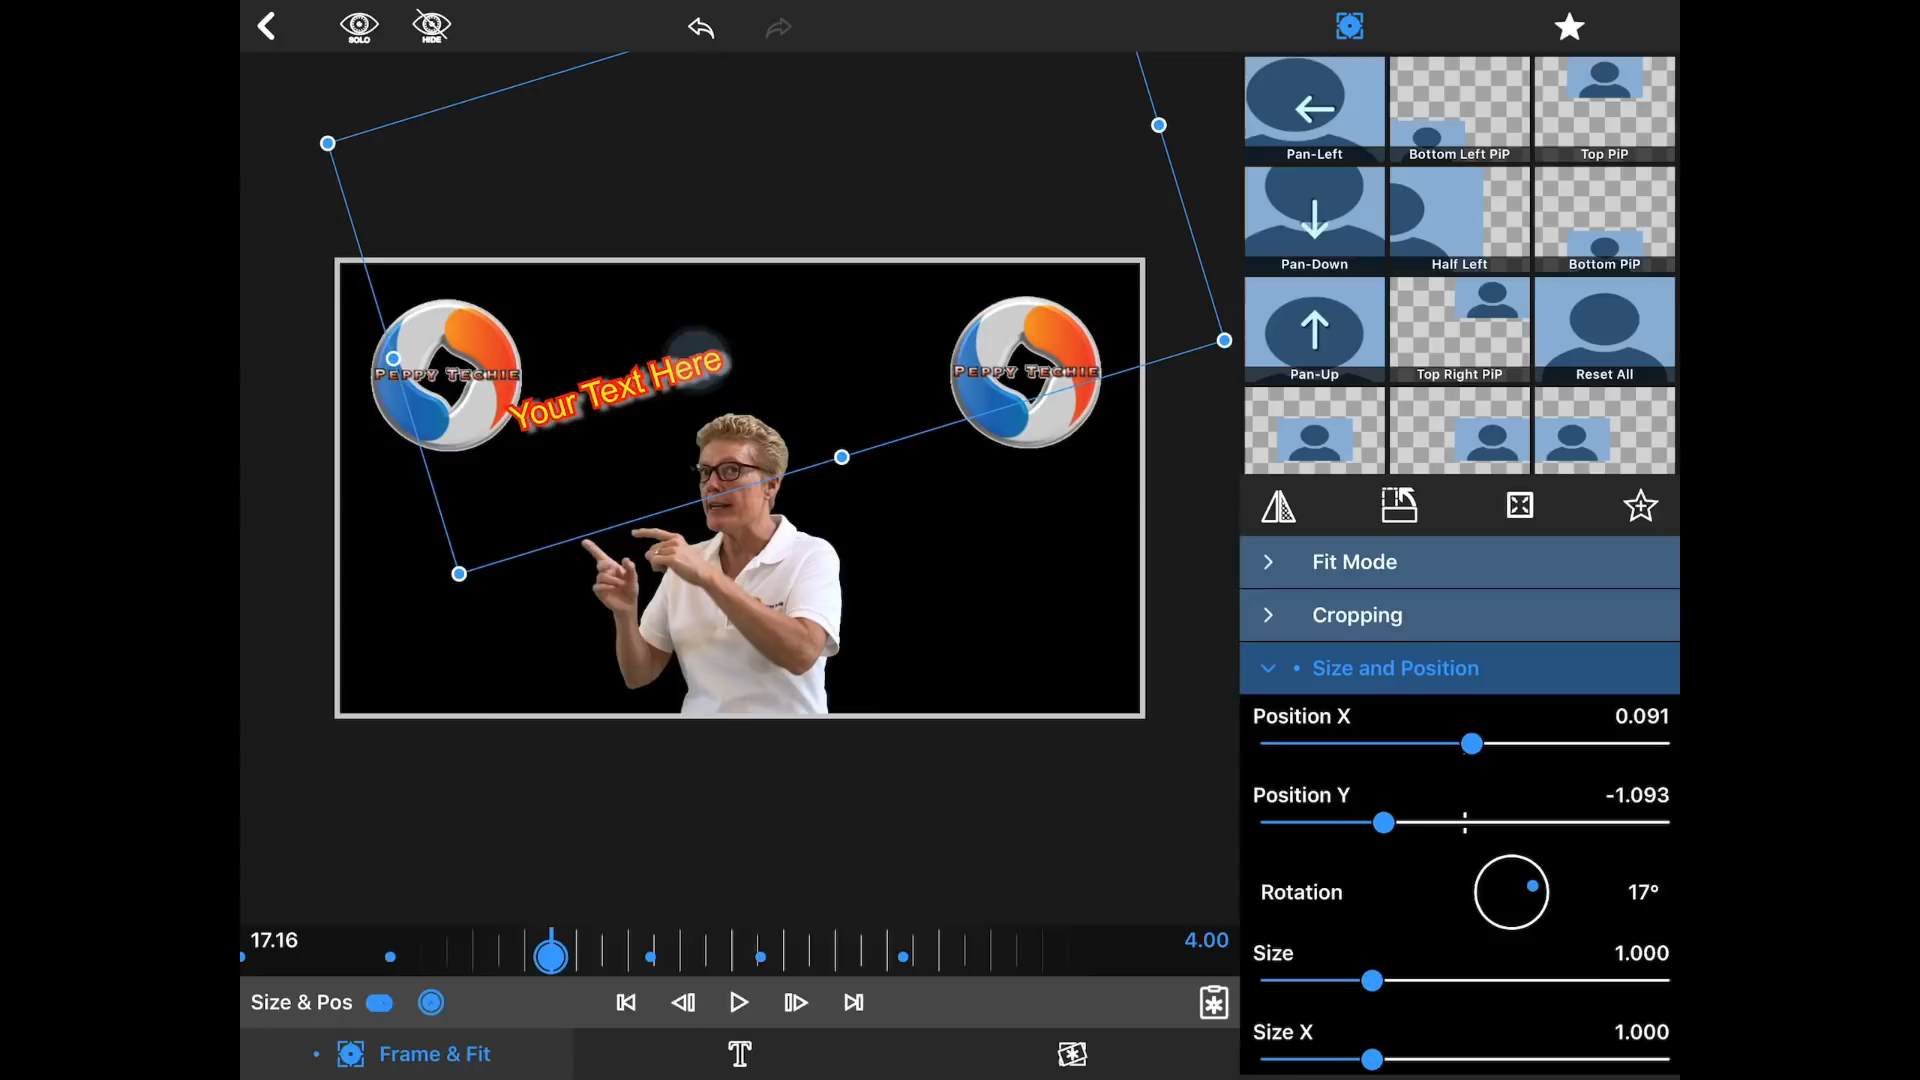 SOLO
HIDE
Pan-Left
Bottom Left PiP
Top PiP
Pan-Down
Half Left
Bottom PiP
Pan-Up
Top Right PiP
Reset All
PEPPY TECHIE
Your Text Here
PEPPY TECHIE
Fit Mode
Cropping
Size and Position
Position X 0.091
Position Y -1.093
Rotation 17°
Size 1.000
Size X 1.000
17.16
4.00
Size & Pos
Frame & Fit